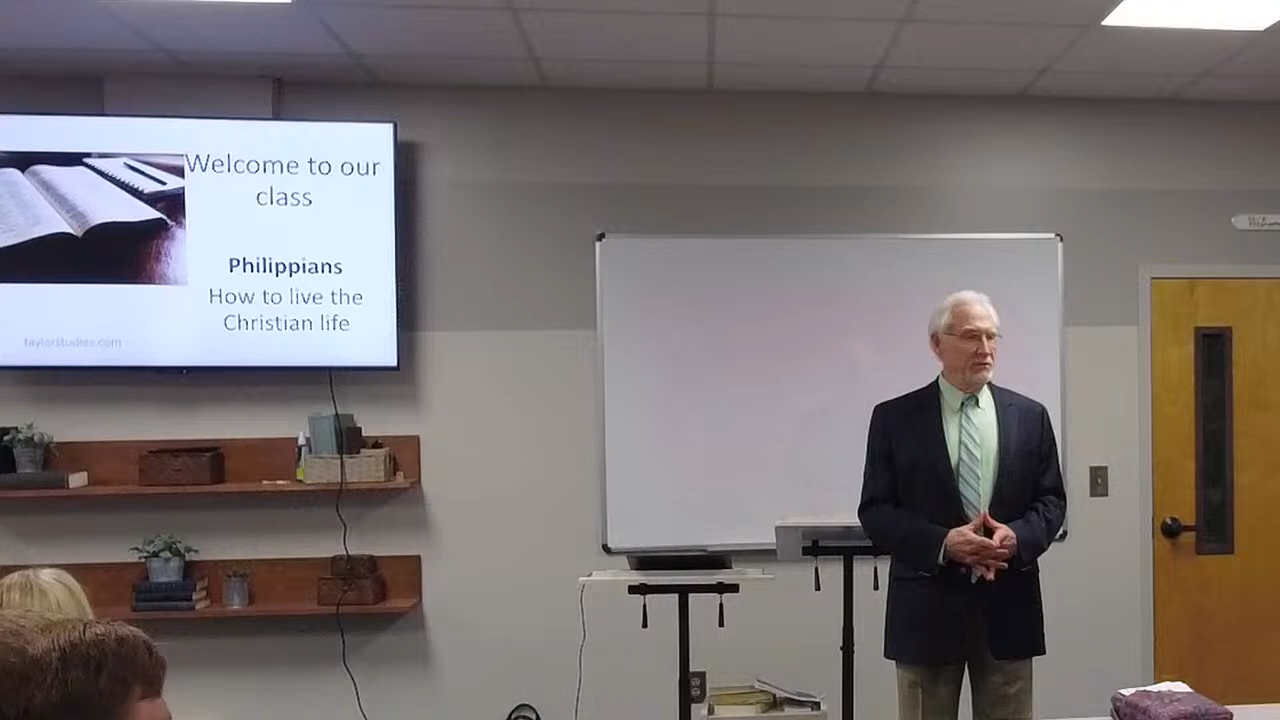 Welcome to our
class
Philippians
How to live the
Christian life
taylorstudies.com